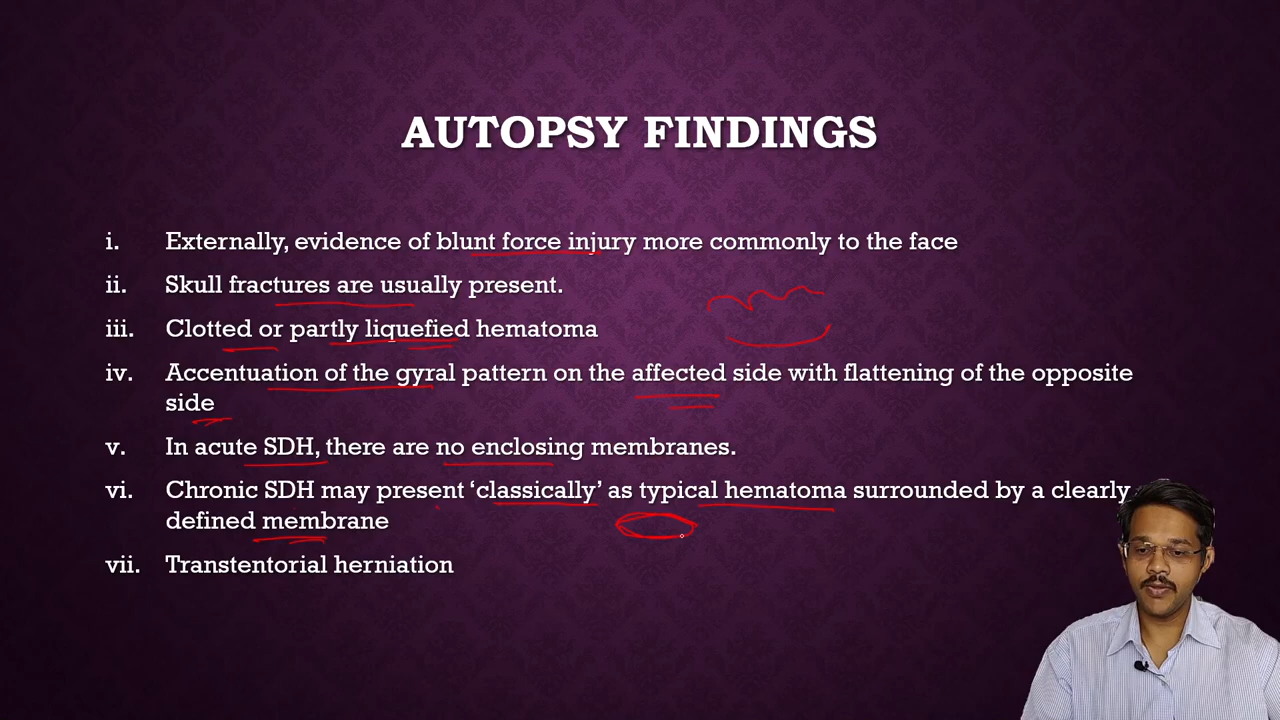 AUTOPSY FINDINGS
i. Externally, evidence of blunt force injury more commonly to the face
ii. Skull fractures are usually present.
iii. Clotted or partly liquefied hematoma
iv. Accentuation of the gyral pattern on the affected side with flattening of the opposite
side
v. In acute SDH, there are no enclosing membranes.
vi. Chronic SDH may present ‘classically’ as typical hematoma surrounded by a clearly
defined membrane
vii. Transtentorial herniation